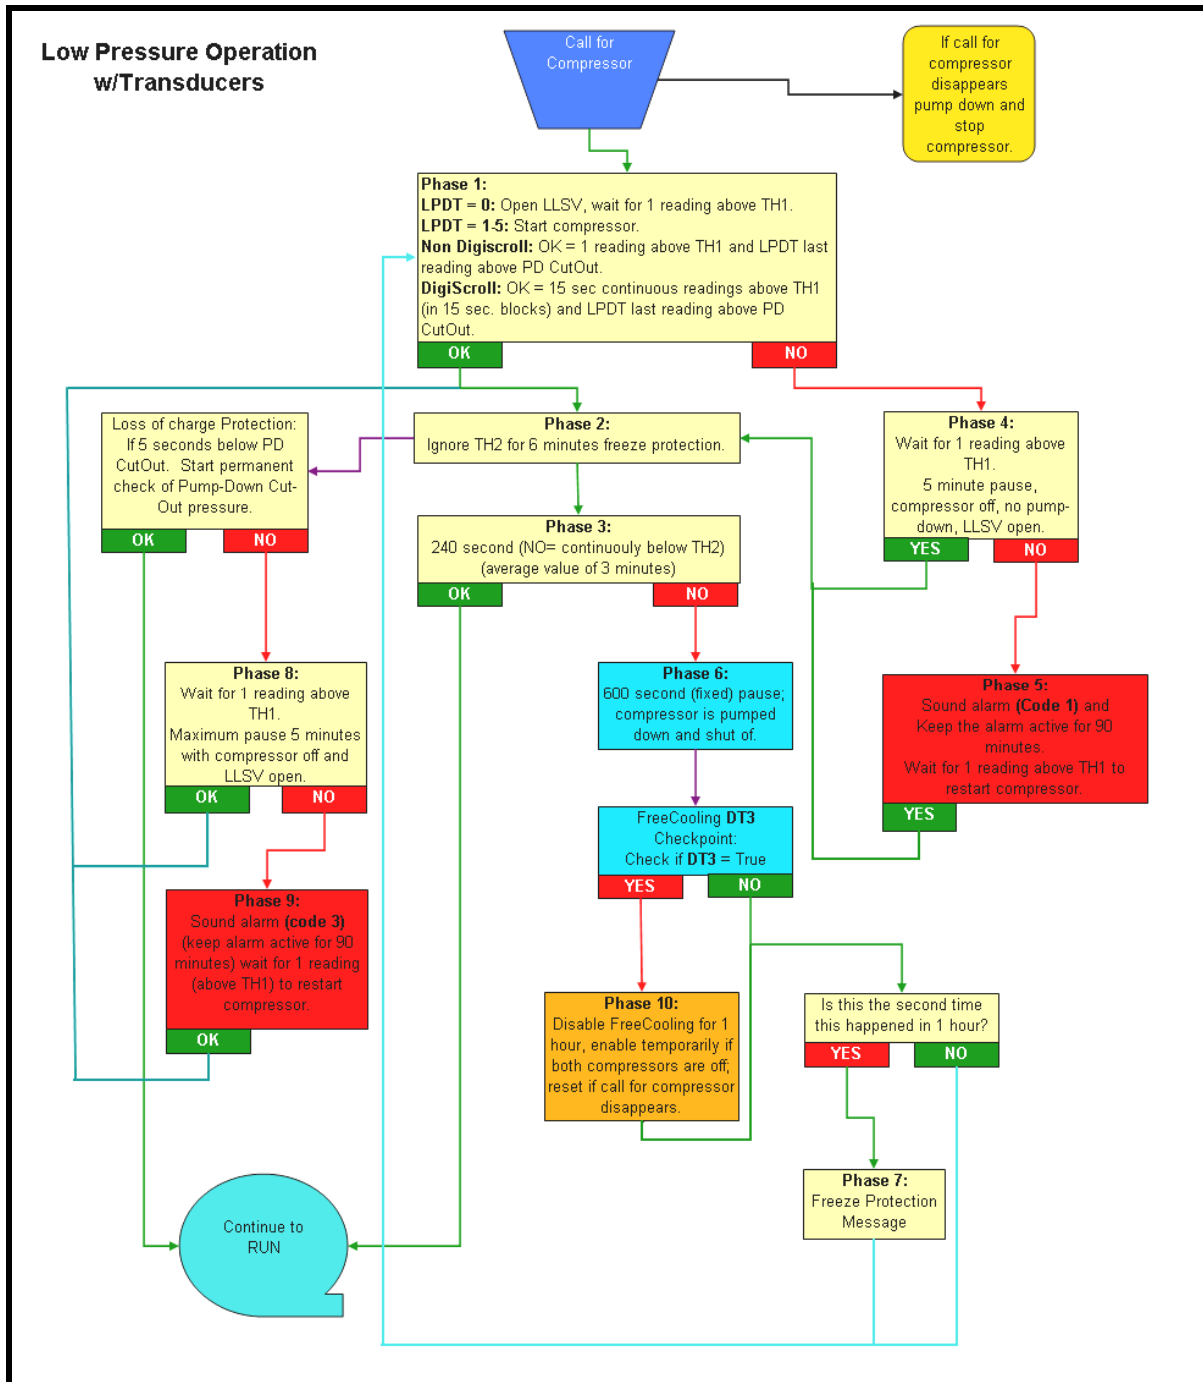 Low Pressure Operation
w/Transducers
Call for
Compressor
If call for
compressor
disappears
pump down and
stop
compressor.
Phase 1:
LPDT = 0: Open LLSV, wait for 1 reading above TH1.
LPDT = 1-5: Start compressor.
Non Digiscroll: OK = 1 reading above TH1 and LPDT last
reading above PD CutOut.
DigiScroll: OK = 15 sec continuous readings above TH1
(in 15 sec. blocks) and LPDT last reading above PD
CutOut.
OK
NO
Loss of charge Protection:
If 5 seconds below PD
CutOut. Start permanent
check of Pump-Down Cut-
Out pressure.
OK
NO
Phase 2:
Ignore TH2 for 6 minutes freeze protection.
Phase 4:
Wait for 1 reading above
TH1.
5 minute pause,
compressor off, no pump-
down, LLSV open.
YES
NO
Phase 3:
240 second (NO= continuouly below TH2)
(average value of 3 minutes)
OK
NO
Phase 8:
Wait for 1 reading above
TH1.
Maximum pause 5 minutes
with compressor off and
LLSV open.
OK
NO
Phase 6:
600 second (fixed) pause;
compressor is pumped
down and shut of.
Phase 5:
Sound alarm (Code 1) and
Keep the alarm active for 90
minutes.
Wait for 1 reading above TH1 to
restart compressor.
YES
FreeCooling DT3
Checkpoint:
Check if DT3 = True
YES
NO
Phase 9:
Sound alarm (code 3)
(keep alarm active for 90
minutes) wait for 1 reading
(above TH1) to restart
compressor.
OK
Phase 10:
Disable FreeCooling for 1
hour, enable temporarily if
both compressors are off;
reset if call for compressor
disappears.
Is this the second time
this happened in 1 hour?
YES
NO
Phase 7:
Freeze Protection
Message
Continue to
RUN